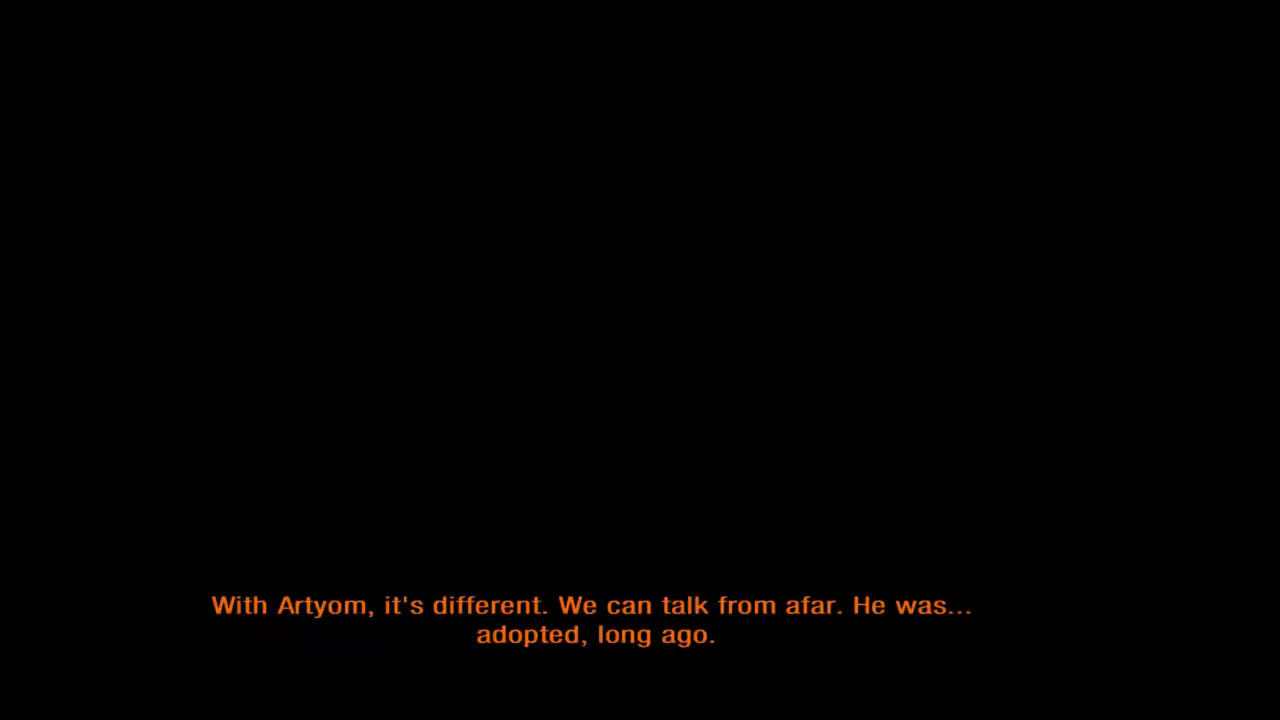 With Artyom, it's different. We can talk from afar. He was...
adopted, long ago.